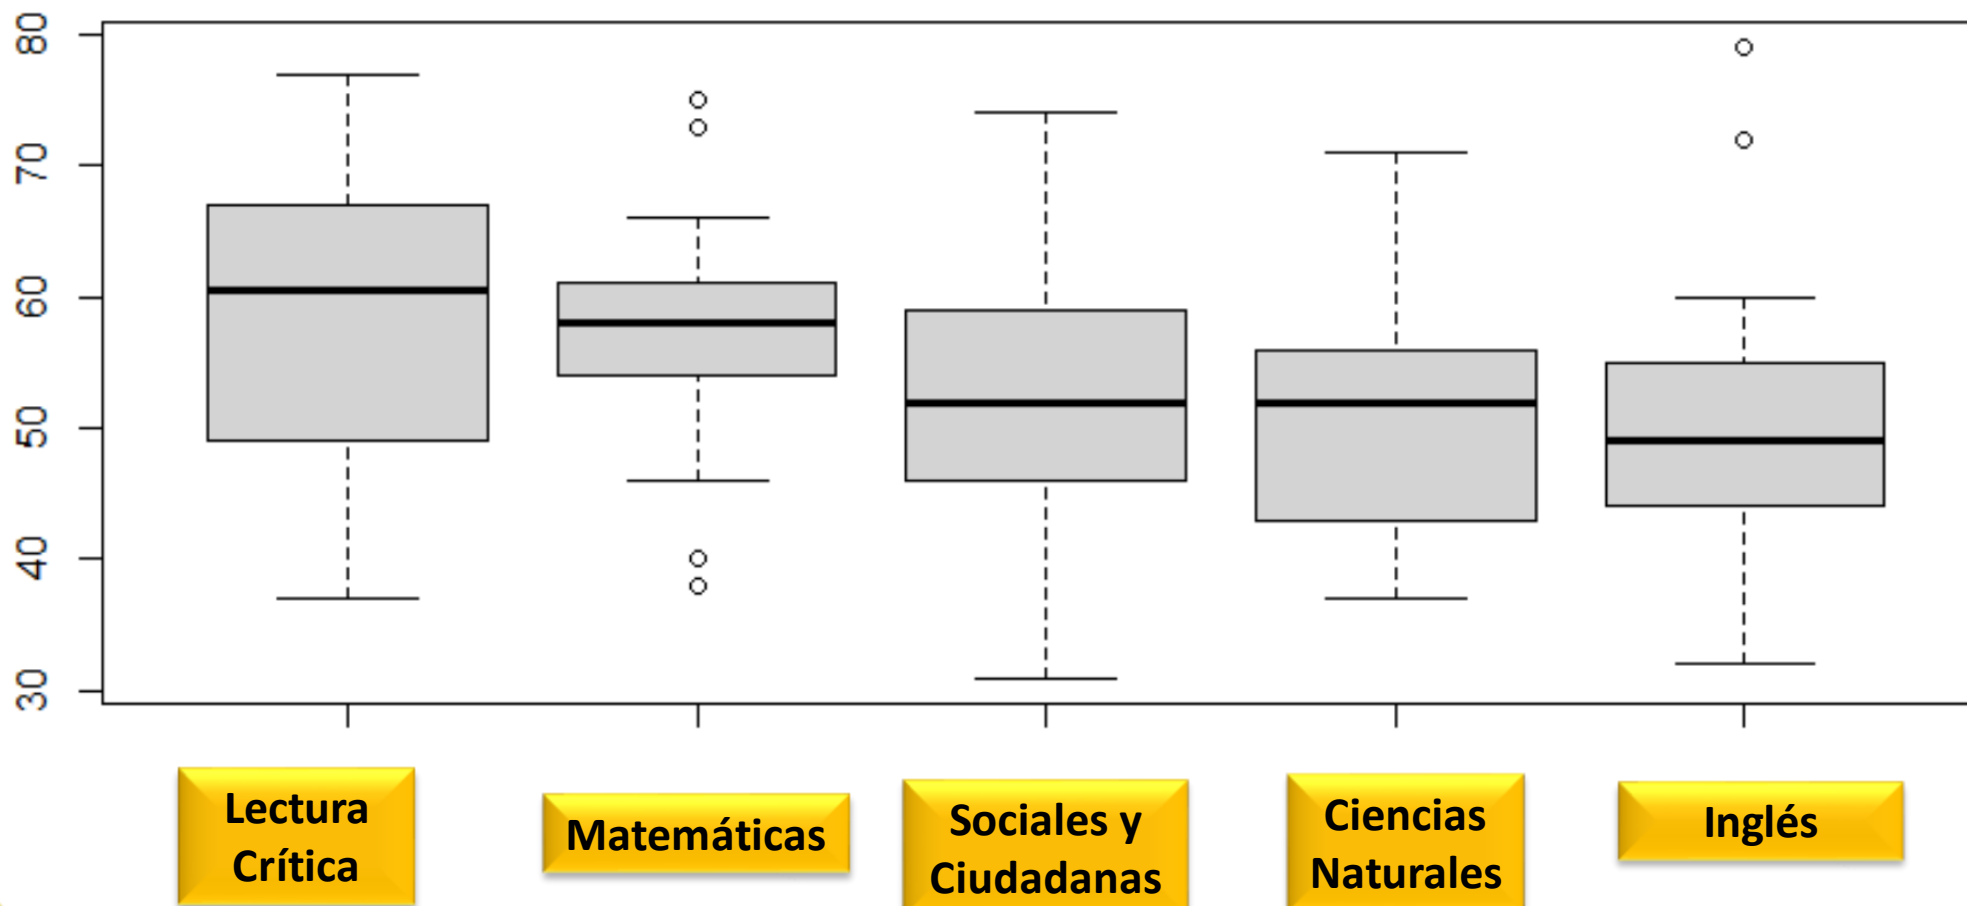 80
70
60
50
40
30
Lectura
Crítica
Matemáticas
Sociales y
Ciudadanas
Ciencias
Naturales
Inglés